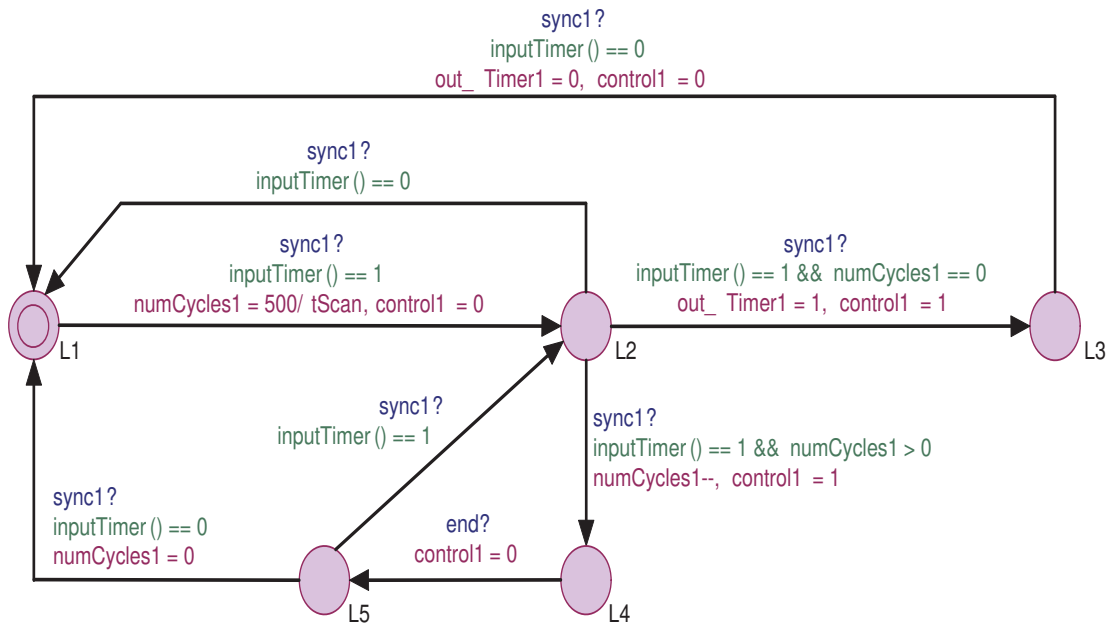 sync1?
inputTimer () == 0
out_ Timer1 = 0, control1 = 0
sync1?
inputTimer () == 0
sync1?
inputTimer () == 1
numCycles1 = 500/ tScan, control1 = 0
sync1?
inputTimer () == 1 && numCycles1 == 0
out_ Timer1 = 1, control1 = 1
L1
L2
L3
sync1?
inputTimer () == 1
sync1?
inputTimer () == 1 && numCycles1 > 0
numCycles1--, control1 = 1
sync1?
inputTimer () == 0
numCycles1 = 0
end?
control1 = 0
L5
L4